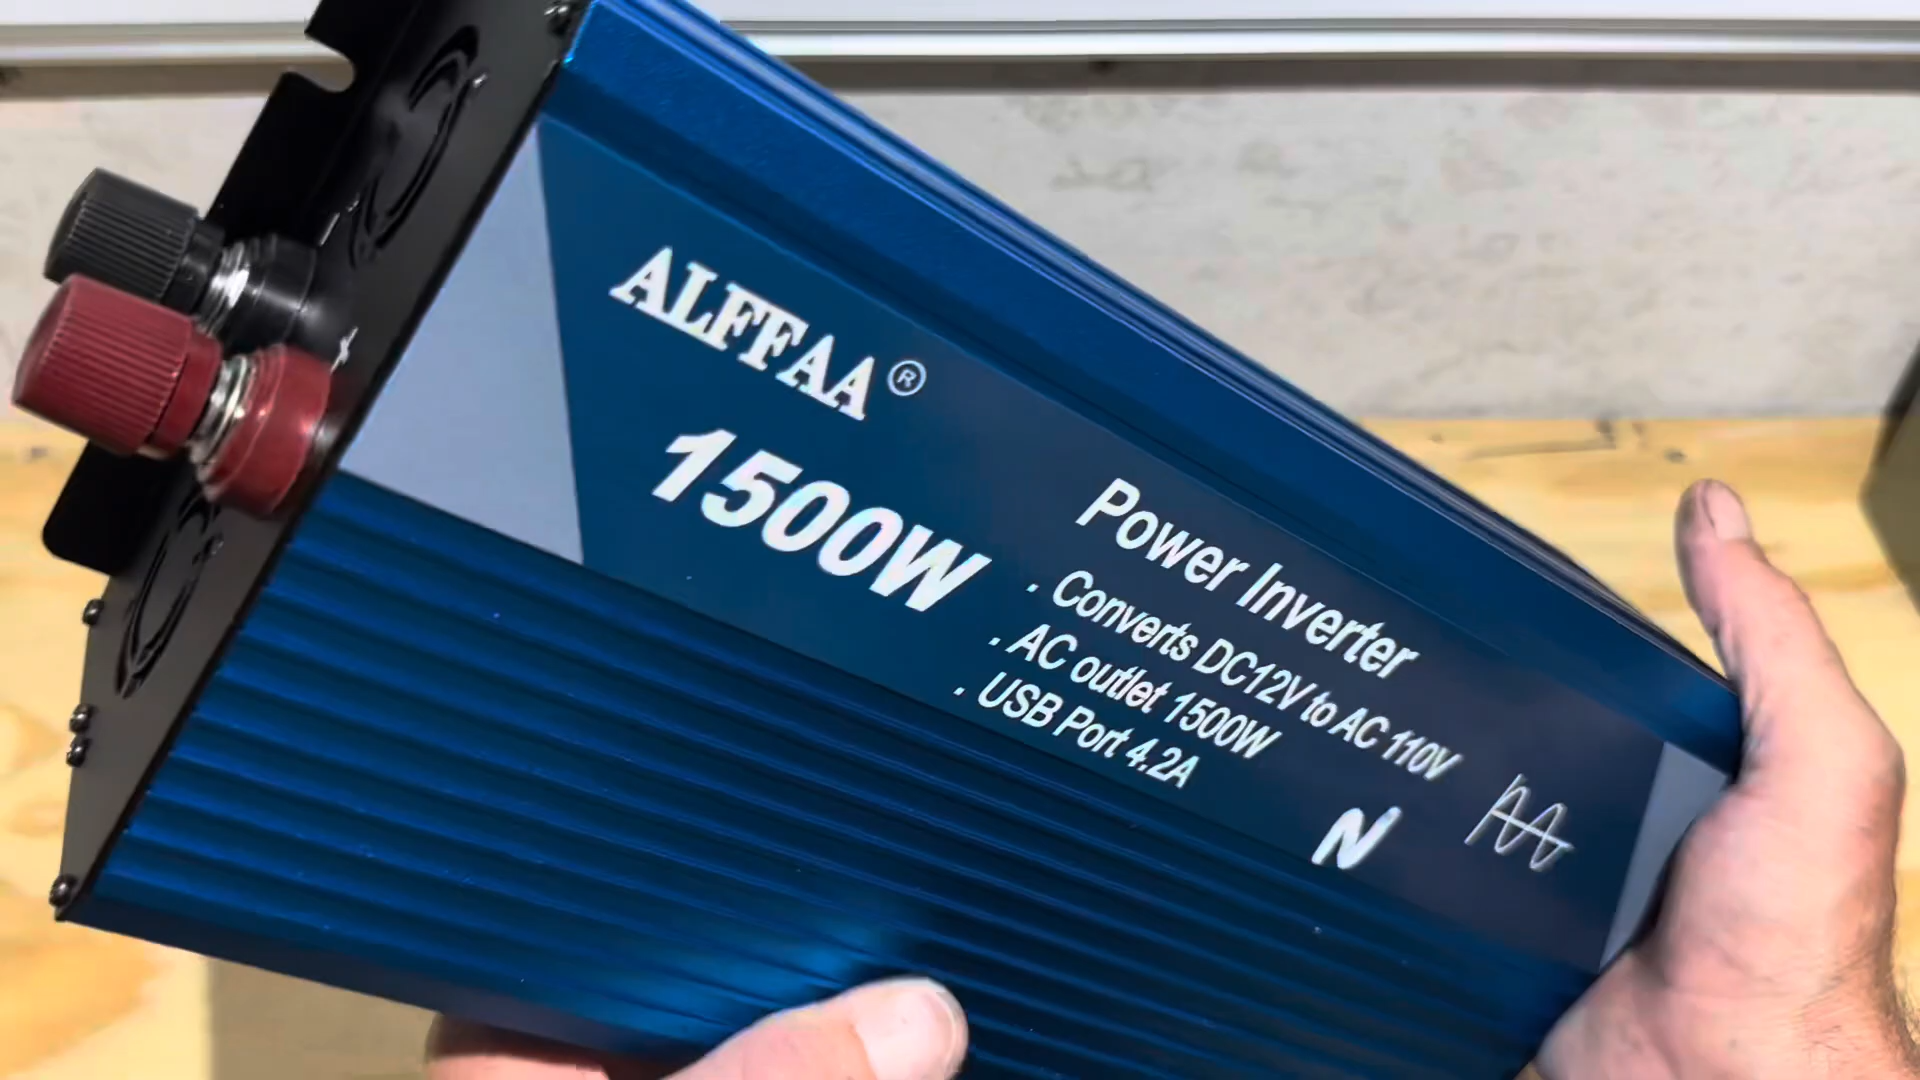 ALFFAA®
1500W
Power Inverter
. Converts DC12V to AC 110V
. AC outlet 1500W
. USB Port 4.2A